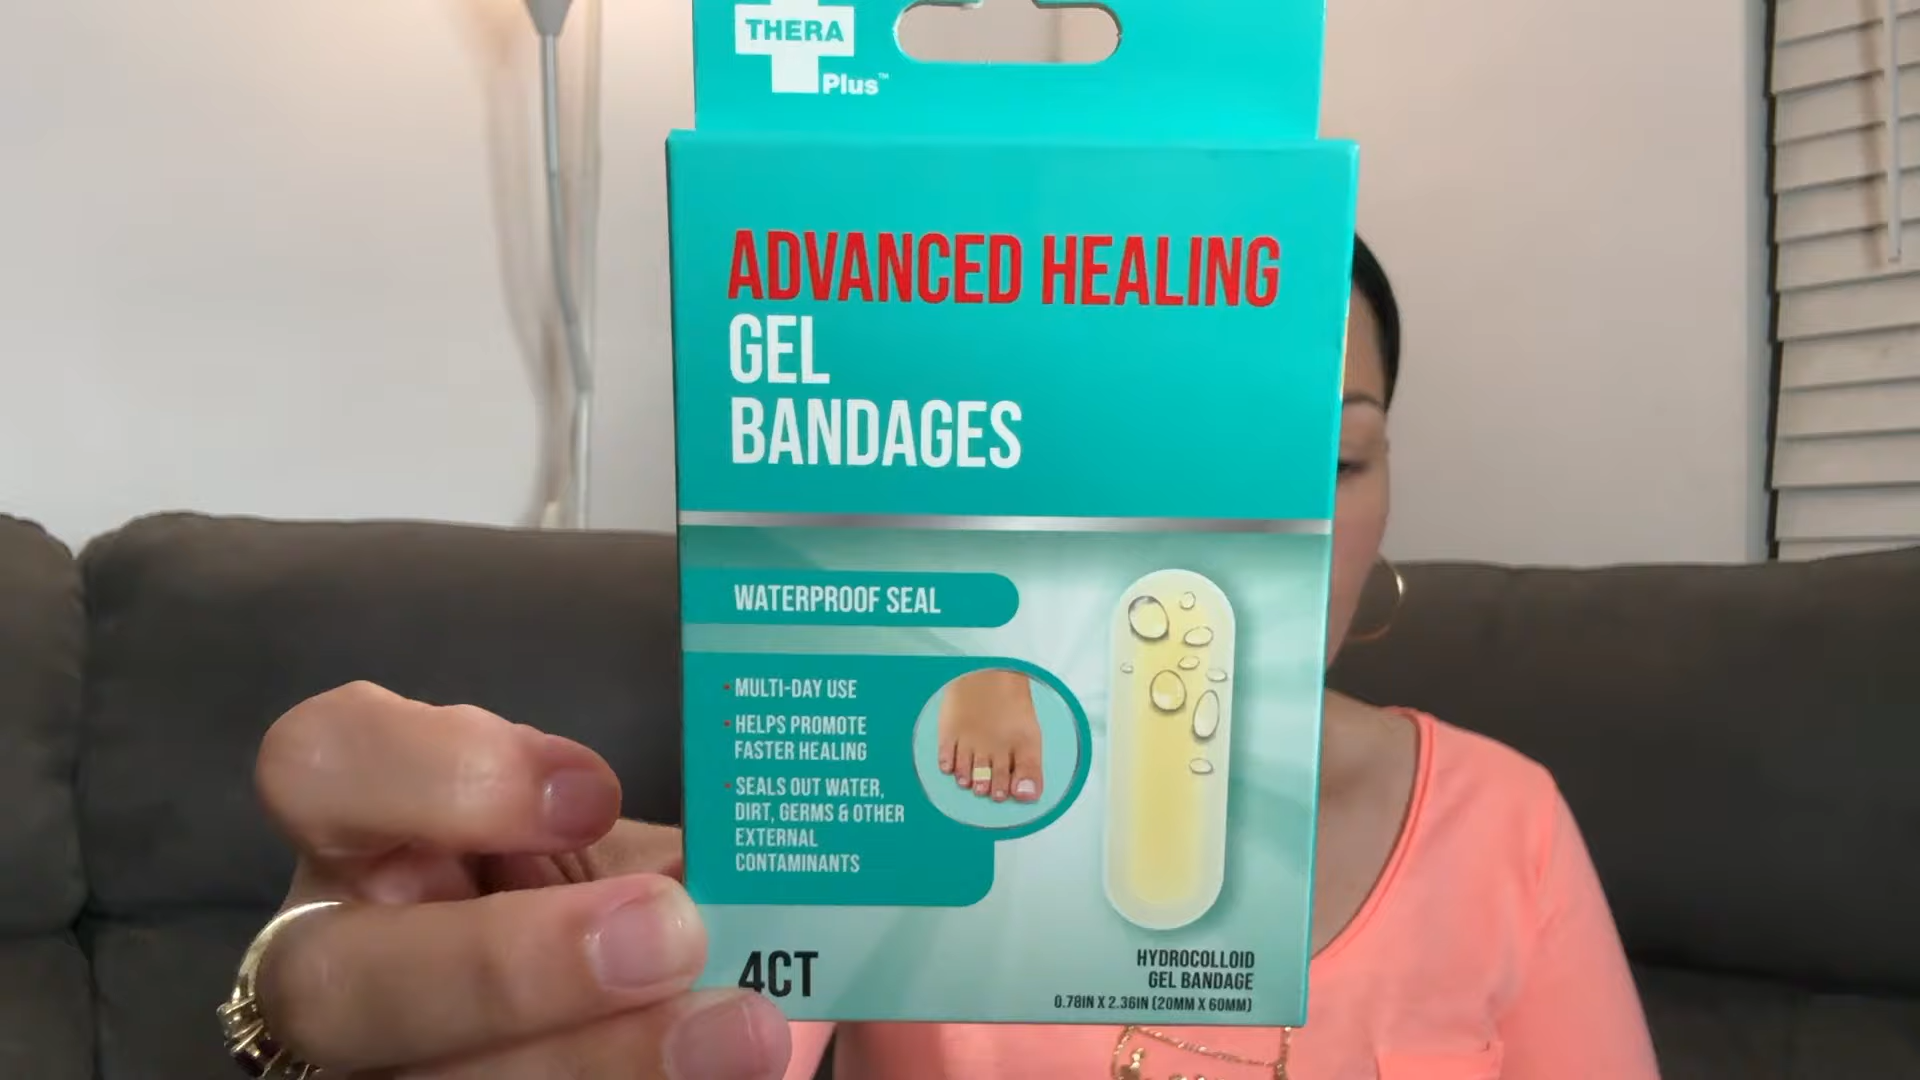 THERA
Plus™
ADVANCED HEALING
GEL
BANDAGES
WATERPROOF SEAL
• MULTI-DAY USE
• HELPS PROMOTE
FASTER HEALING
• SEALS OUT WATER,
DIRT, GERMS & OTHER
EXTERNAL
CONTAMINANTS
4CT
HYDROCOLLOID
GEL BANDAGE
0.78IN X 2.36IN (20MM X 60MM)